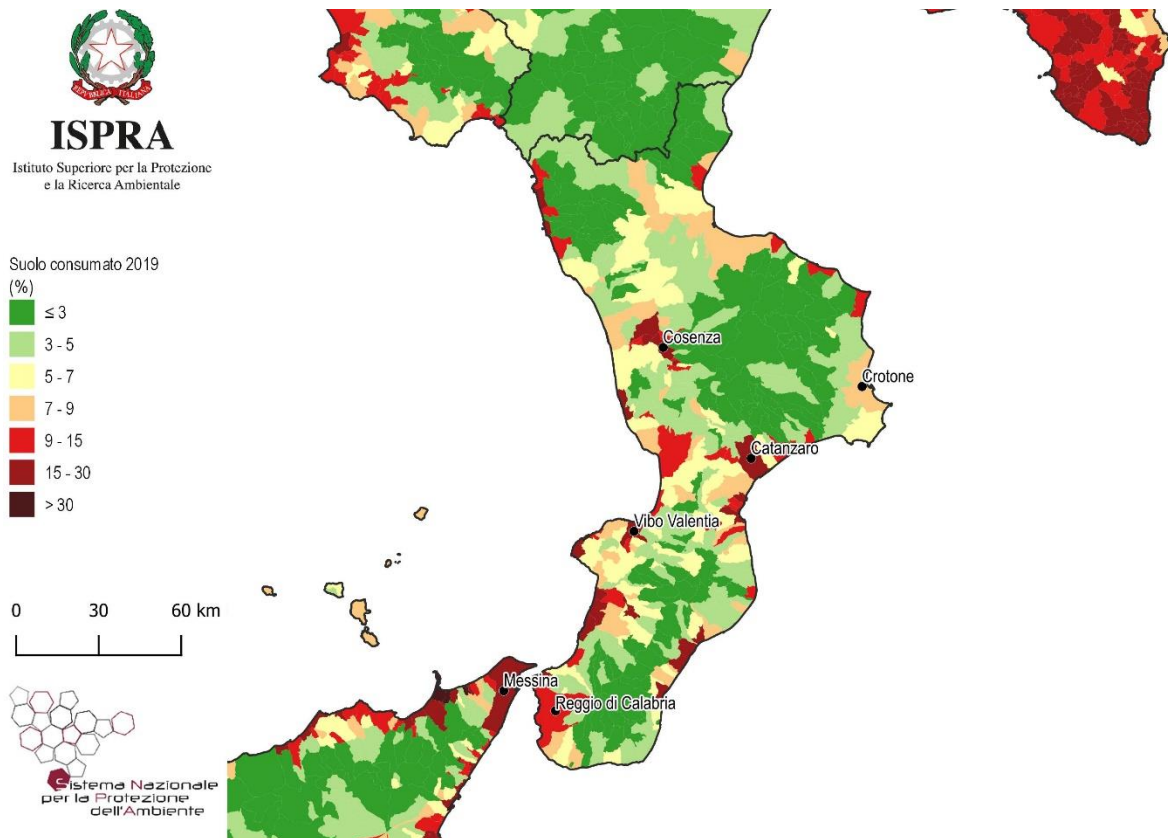 REPUBBLICA ITALIANA
ISPRA
Istituto Superiore per la Protezione
e la Ricerca Ambientale
Suolo consumato 2019
(%)
≤ 3
3 - 5
5 - 7
7 - 9
9 - 15
15 - 30
> 30
0 30 60 km
Sistema Nazionale
per la Protezione
dell'Ambiente
Cosenza
Crotone
Catanzaro
Vibo Valentia
Messina
Reggio di Calabria